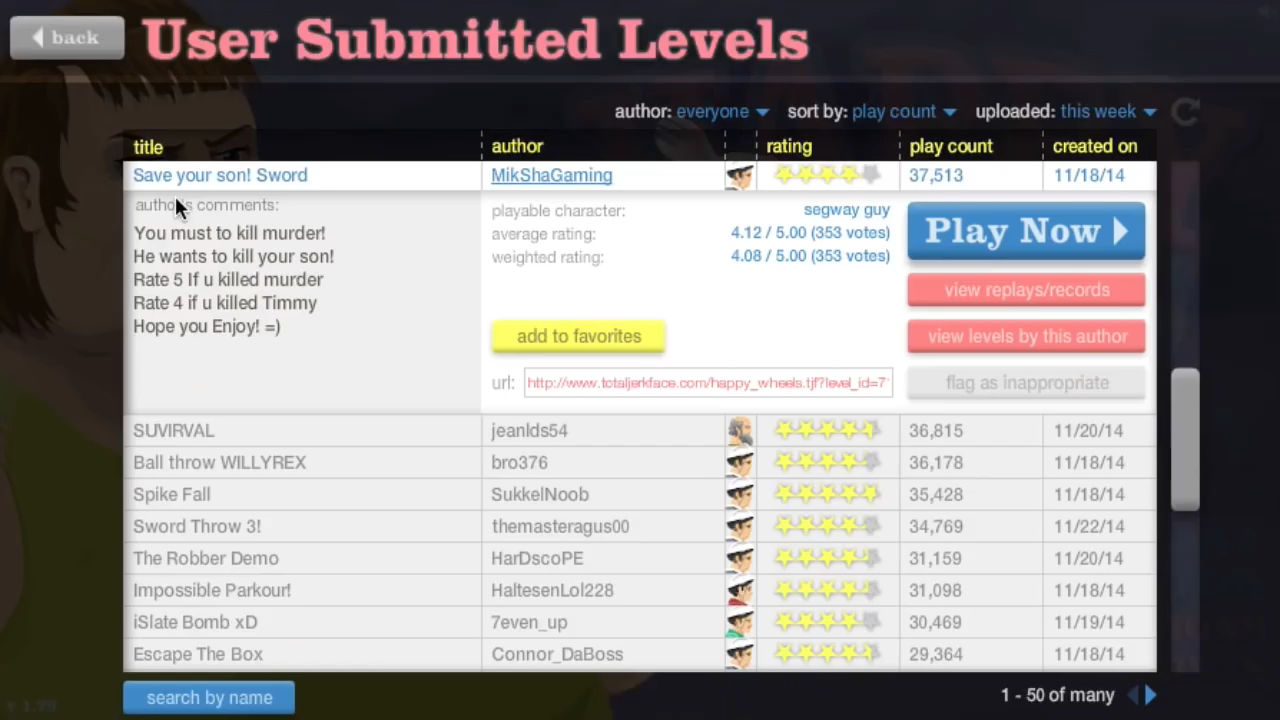 back
User Submitted Levels
author: everyone sort by: play count uploaded: this week
title author rating play count created on
Save your son! Sword MikShaGaming 37,513 11/18/14
author's comments:
You must to kill murder!
He wants to kill your son!
Rate 5 If u killed murder
Rate 4 if u killed Timmy
Hope you Enjoy! =)
playable character: segway guy
average rating: 4.12 / 5.00 (353 votes)
weighted rating: 4.08 / 5.00 (353 votes)
add to favorites
url: http://www.totaljerkface.com/happy_wheels.tjf?level_id=7
Play Now
view replays/records
view levels by this author
flag as inappropriate
SUVIRVAL jeanlds54 36,815 11/20/14
Ball throw WILLYREX bro376 36,178 11/18/14
Spike Fall SukkelNoob 35,428 11/18/14
Sword Throw 3! themasteragus00 34,769 11/22/14
The Robber Demo HarDscoPE 31,159 11/20/14
Impossible Parkour! HaltesenLol228 31,098 11/18/14
iSlate Bomb xD 7even_up 30,469 11/19/14
Escape The Box Connor_DaBoss 29,364 11/18/14
search by name
1 - 50 of many